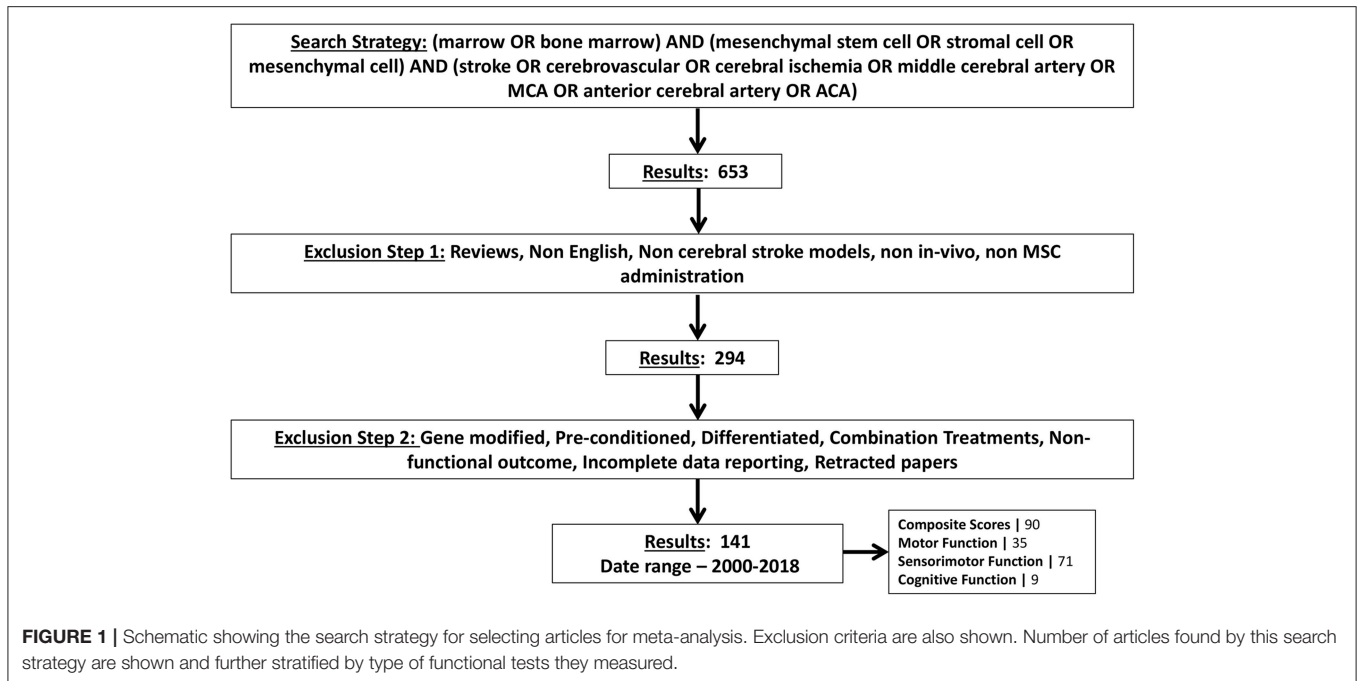 Search Strategy: (marrow OR bone marrow) AND (mesenchymal stem cell OR stromal cell OR
mesenchymal cell) AND (stroke OR cerebrovascular OR cerebral ischemia OR middle cerebral artery OR
MCA OR anterior cerebral artery OR ACA)
Results: 653
Exclusion Step 1: Reviews, Non English, Non cerebral stroke models, non in-vivo, non MSC
administration
Results: 294
Exclusion Step 2: Gene modified, Pre-conditioned, Differentiated, Combination Treatments, Non-
functional outcome, Incomplete data reporting, Retracted papers
Results: 141
Date range – 2000-2018
Composite Scores | 90
Motor Function | 35
Sensorimotor Function | 71
Cognitive Function | 9
FIGURE 1 | Schematic showing the search strategy for selecting articles for meta-analysis. Exclusion criteria are also shown. Number of articles found by this search
strategy are shown and further stratified by type of functional tests they measured.